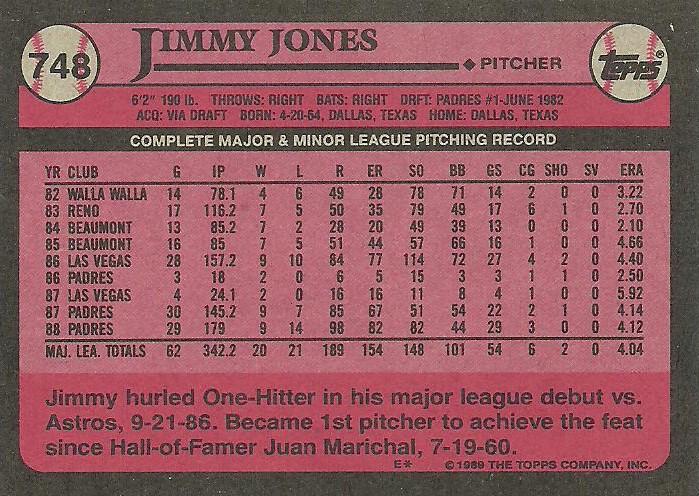 748
JIMMY JONES
◆ PITCHER
TOPPS®
6'2" 190 lb. THROWS: RIGHT BATS: RIGHT DRFT: PADRES #1-JUNE 1982
ACQ: VIA DRAFT BORN: 4-20-64, DALLAS, TEXAS HOME: DALLAS, TEXAS
COMPLETE MAJOR & MINOR LEAGUE PITCHING RECORD
YR CLUB G IP W L R ER SO BB GS CG SHO SV ERA
82 WALLA WALLA 14 78.1 4 6 49 28 78 71 14 2 0 0 3.22
83 RENO 17 116.2 7 5 50 35 79 49 17 6 1 0 2.70
84 BEAUMONT 13 85.2 7 2 28 20 49 39 13 0 0 0 2.10
85 BEAUMONT 16 85 7 5 51 44 57 66 16 1 0 0 4.66
86 LAS VEGAS 28 157.2 9 10 84 77 114 72 27 4 2 0 4.40
86 PADRES 3 18 2 0 6 5 15 3 3 1 1 0 2.50
87 LAS VEGAS 4 24.1 2 0 16 16 11 8 4 1 0 0 5.92
87 PADRES 30 145.2 9 7 85 67 51 54 22 2 1 0 4.14
88 PADRES 29 179 9 14 98 82 82 44 29 3 0 0 4.12
MAJ. LEA. TOTALS 62 342.2 20 21 189 154 148 101 54 6 2 0 4.04
Jimmy hurled One-Hitter in his major league debut vs.
Astros, 9-21-86. Became 1st pitcher to achieve the feat
since Hall-of-Famer Juan Marichal, 7-19-60.
E* ©1989 THE TOPPS COMPANY, INC.